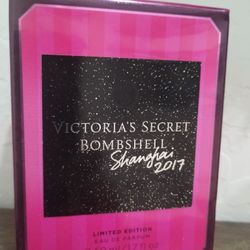 VICTORIA'S SECRET
BOMBSHELL
Shanghai
2017
LIMITED EDITION
EAU DE PARFUM